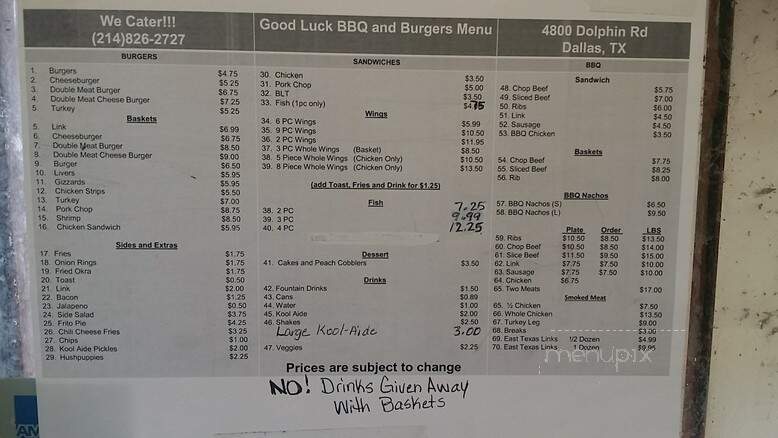 We Cater!!!
(214)826-2727
Good Luck BBQ and Burgers Menu
4800 Dolphin Rd
Dallas, TX
BURGERS
1. Burgers $4.75
2. Cheeseburger $5.25
3. Double Meat Burger $6.75
4. Double Meat Cheese Burger $7.25
5. Turkey $5.25
Baskets
5. Link $6.99
6. Cheeseburger $6.75
7. Double Meat Burger $8.50
8. Double Meat Cheese Burger $9.00
9. Burger $6.50
10. Livers $5.95
11. Gizzards $5.95
12. Chicken Strips $5.50
13. Turkey $7.00
14. Pork Chop $8.75
15. Shrimp $8.50
16. Chicken Sandwich $5.95
Sides and Extras
17. Fries $1.75
18. Onion Rings $1.75
19. Fried Okra $1.75
20. Toast $0.50
21. Link $2.00
22. Bacon $1.25
23. Jalapeno $0.50
24. Side Salad $3.75
25. Frito Pie $4.25
26. Chili Cheese Fries $3.25
27. Chips $1.00
28. Kool Aide Pickles $2.00
29. Hushpuppies $2.25
SANDWICHES
30. Chicken $3.50
31. Pork Chop $5.00
32. BLT $3.50
33. Fish (1pc only) $4.75
Wings
34. 6 PC Wings $5.99
35. 9 PC Wings $10.50
36. 2 PC Wings $11.95
37. 3 PC Whole Wings (Basket) $8.50
38. 5 Piece Whole Wings (Chicken Only) $10.50
39. 8 Piece Whole Wings (Chicken Only) $13.50
(add Toast, Fries and Drink for $1.25)
Fish
38. 2 PC 7.25
39. 3 PC 9.99
40. 4 PC 12.25
Dessert
41. Cakes and Peach Cobblers $3.50
Drinks
42. Fountain Drinks $1.50
43. Cans $0.89
44. Water $1.00
45. Kool Aide $2.00
46. Shakes $2.50
Large Kool-Aide 3.00
47. Veggies $2.25
BBQ
Sandwich
48. Chop Beef $5.75
49. Sliced Beef $7.00
50. Ribs $6.00
51. Link $4.50
52. Sausage $4.50
53. BBQ Chicken $3.50
Baskets
54. Chop Beef $7.75
55. Sliced Beef $8.25
56. Rib $8.00
BBQ Nachos
57. BBQ Nachos (S) $6.50
58. BBQ Nachos (L) $9.50
Plate Order LBS
59. Ribs $10.50 $8.50 $13.50
60. Chop Beef $10.50 $8.50 $14.00
61. Slice Beef $11.50 $9.50 $15.00
62. Link $7.75 $7.50 $10.00
63. Sausage $7.75 $7.50 $10.00
64. Chicken $6.75
65. Two Meats $17.00
Smoked Meat
65. ½ Chicken $7.50
66. Whole Chicken $13.50
67. Turkey Leg $9.00
68. Breaks $3.00
69. East Texas Links 1/2 Dozen $4.99
70. East Texas Links 1 Dozen $9.95
menupix
Prices are subject to change
NO! Drinks Given Away
With Baskets